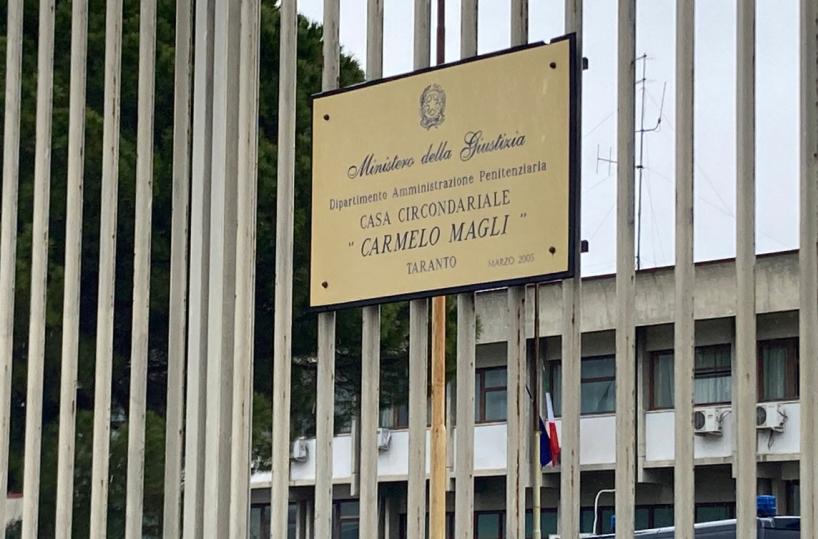 Ministero della Giustizia
Dipartimento Amministrazione Penitenziaria
CASA CIRCONDARIALE
" CARMELO MAGLI "
TARANTO MARZO 2005